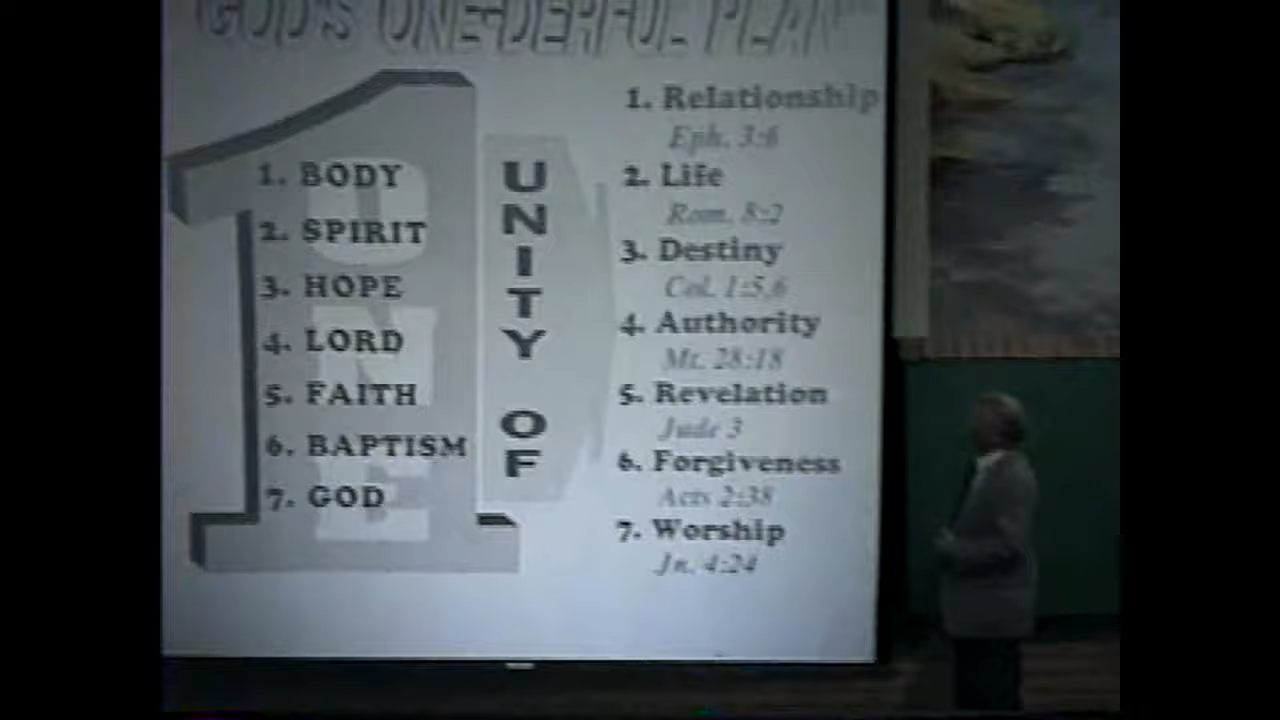 GOD'S ONE-DERFUL PLAN
1. BODY
2. SPIRIT
3. HOPE
4. LORD
5. FAITH
6. BAPTISM
7. GOD
ONE
UNITY OF
1. Relationship
Eph. 3:6
2. Life
Rom. 8:2
3. Destiny
Col. 1:5,6
4. Authority
Mt. 28:18
5. Revelation
Jude 3
6. Forgiveness
Acts 2:38
7. Worship
Jn. 4:24